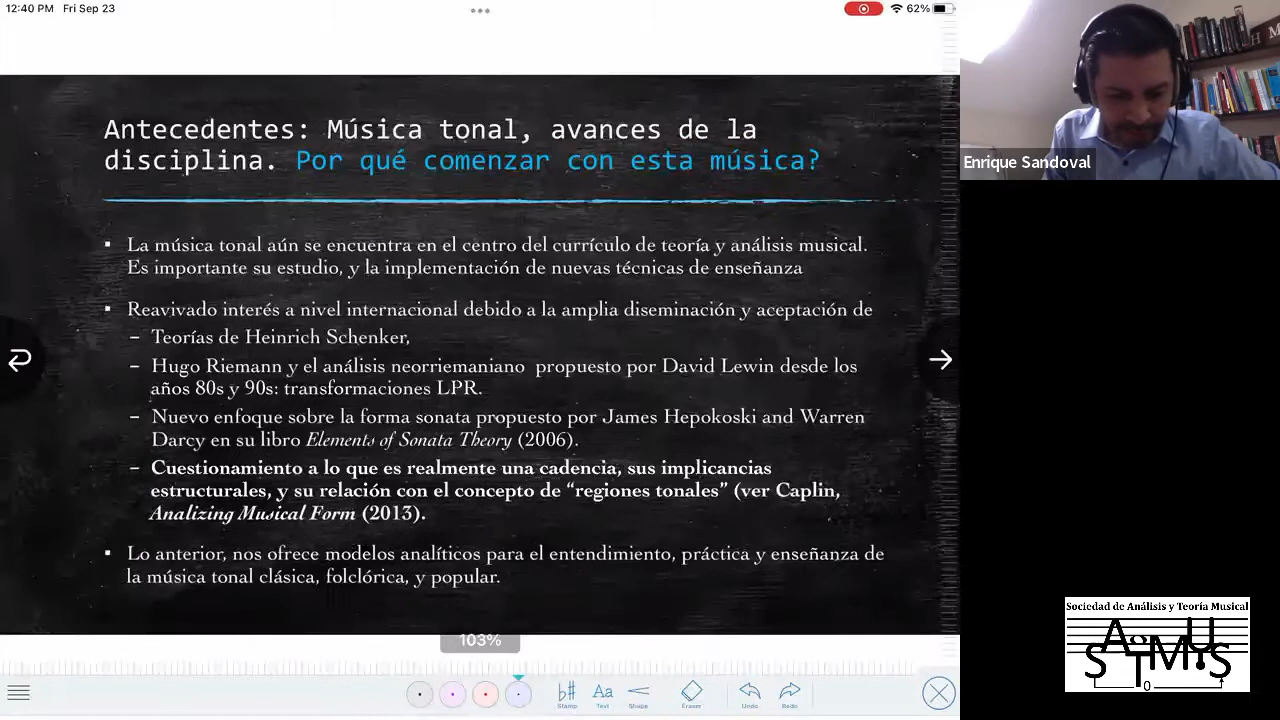 12:40 PM Fri Sep 23
62%
Antecedentes: Música tonal, avances de la
disciplina. Por qué comenzar con esta música?
La musica tonal aún se encuentra en el centro del currículo de teoría y análisis musical.
Es importante su estudio, y la implementación de nuevas técnicas de enseñanza
Reavivado interés a nivel internacional debido a la amplia diseminación y aceptación de
Teorías de Heinrich Schenker,
Hugo Riemann y el análisis neorriemaniano propuesto por David Lewin desde los
años 80s y 90s: transformaciones LPR.
Nuevo enfoque sobre la forma sonata propuesto por James Hepokoski and Warren
Darcy en su libro Elements of Sonata Theory (2006).
Cuestionamento a lo que es realmente una cadencia, sus implicancias
estructurales, y su relación con el concepto de “regiones tonales” (ver Caplin,
Analizing Musical Form (2013).
Lo anterior, nos ofrece modelos analíticos para el entendimiento, práctica y enseñanza de
la música tonal clásica, folclórica, y popular.
103%
Stamp Text Shape Eraser Undo Redo
Enrique Sandoval
Sociedad de Análisis y Teoría Musical
SATMUS
0